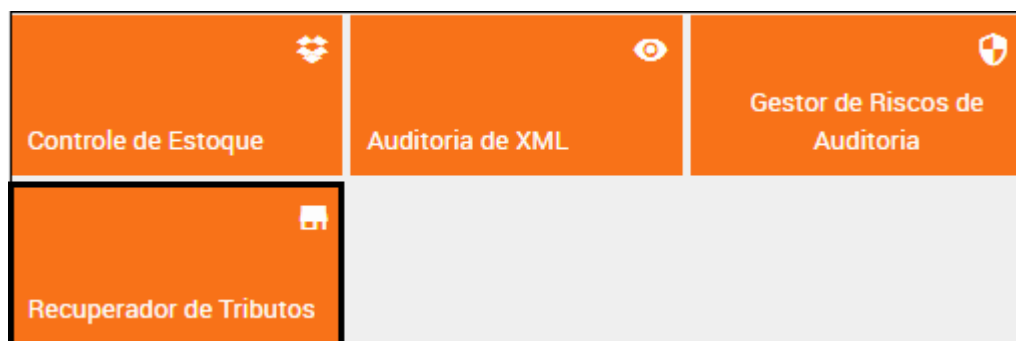 Controle de Estoque
Auditoria de XML
Gestor de Riscos de
Auditoria
Recuperador de Tributos